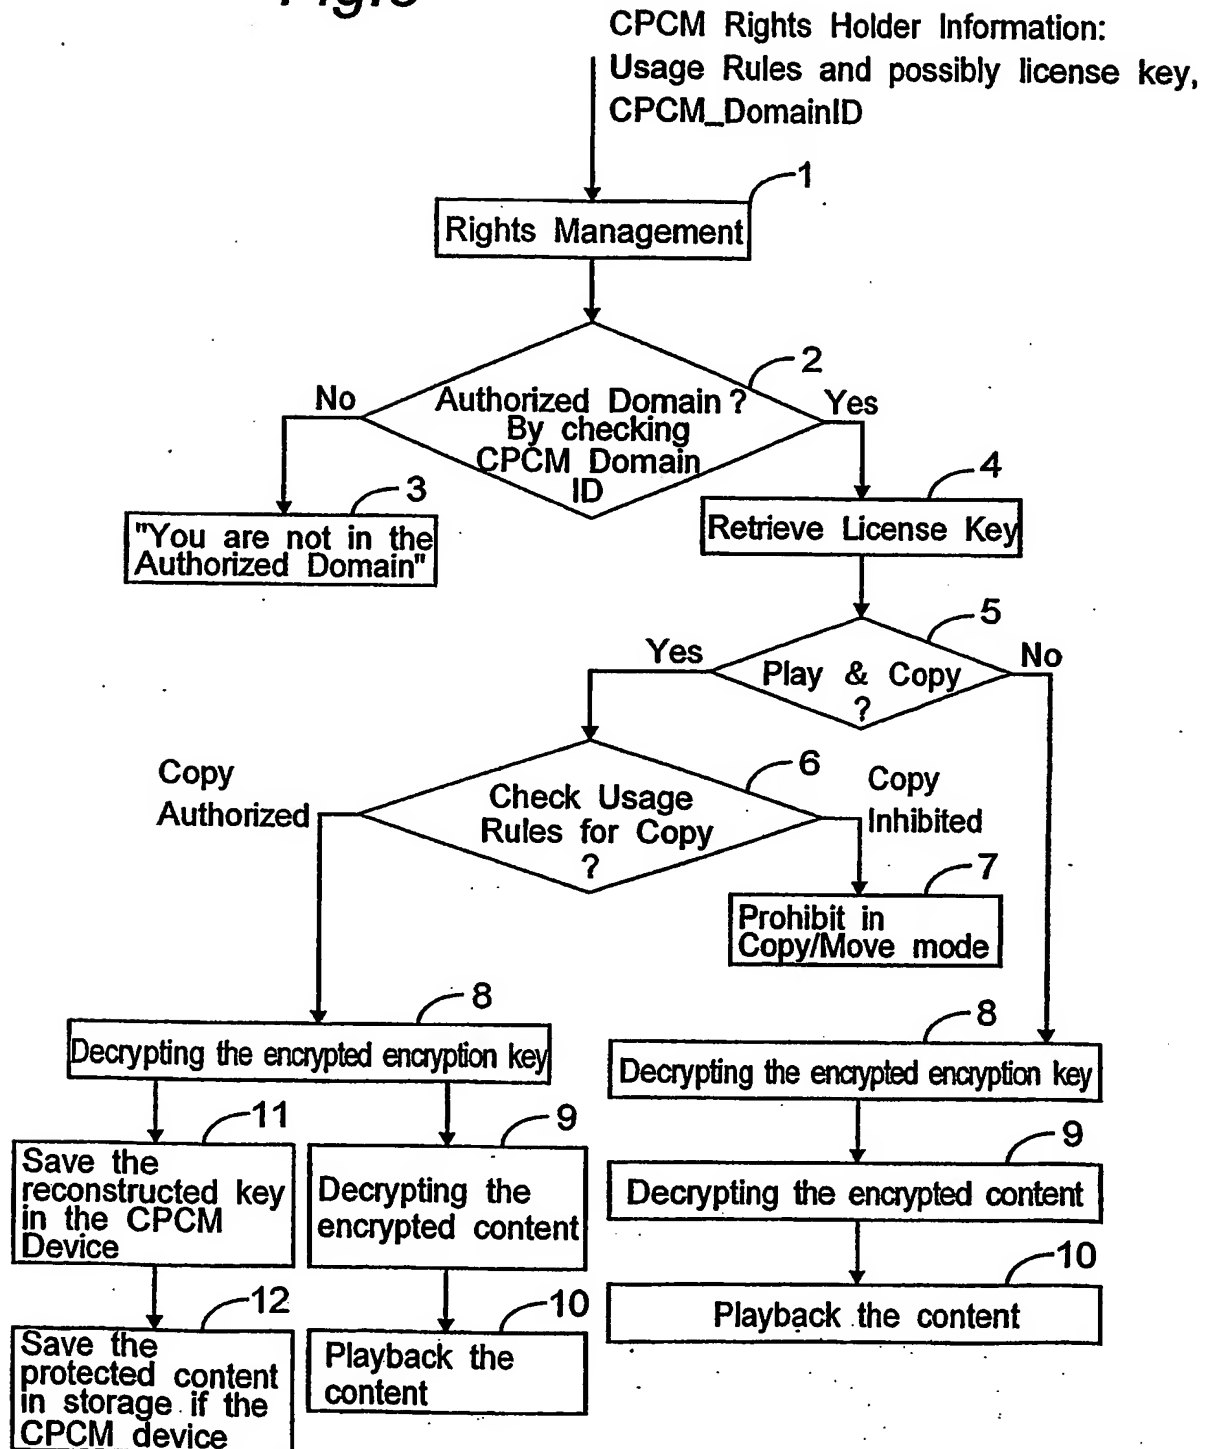 CPCM Rights Holder Information:
Usage Rules and possibly license key,
CPCM_DomainID
1
Rights Management
2
No
Authorized Domain?
Yes
By checking
CPCM Domain
ID
3
"You are not in the
Authorized Domain"
4
Retrieve License Key
5
Yes
Play & Copy
?
No
6
Copy
Authorized
Check Usage
Rules for Copy
?
Copy
Inhibited
7
Prohibit in
Copy/Move mode
8
Decrypting the encrypted encryption key
8
Decrypting the encrypted encryption key
11
Save the
reconstructed key
in the CPCM
Device
9
Decrypting the
encrypted content
9
Decrypting the encrypted content
12
Save the
protected content
in storage if the
CPCM device
10
Playback the
content
10
Playback the content